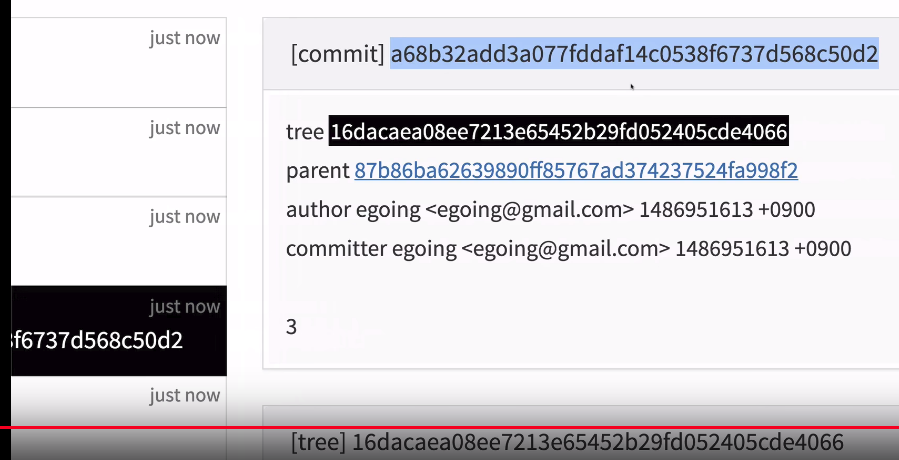 just now
just now
just now
just now
3f6737d568c50d2
just now
[commit] a68b32add3a077fddaf14c0538f6737d568c50d2
tree 16dacaea08ee7213e65452b29fd052405cde4066
parent 87b86ba62639890ff85767ad374237524fa998f2
author egoing <egoing@gmail.com> 1486951613 +0900
committer egoing <egoing@gmail.com> 1486951613 +0900
3
[tree] 16dacaea08ee7213e65452b29fd052405cde4066